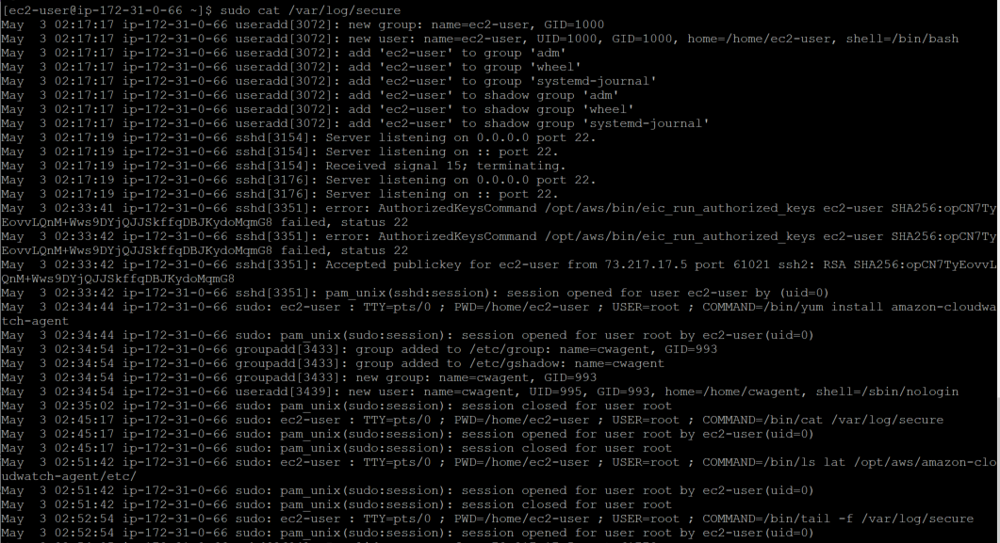 [ec2-user@ip-172-31-0-66 ~]$ sudo cat /var/log/secure
May  3 02:17:17 ip-172-31-0-66 useradd[3072]: new group: name=ec2-user, GID=1000
May  3 02:17:17 ip-172-31-0-66 useradd[3072]: new user: name=ec2-user, UID=1000, GID=1000, home=/home/ec2-user, shell=/bin/bash
May  3 02:17:17 ip-172-31-0-66 useradd[3072]: add 'ec2-user' to group 'adm'
May  3 02:17:17 ip-172-31-0-66 useradd[3072]: add 'ec2-user' to group 'wheel'
May  3 02:17:17 ip-172-31-0-66 useradd[3072]: add 'ec2-user' to group 'systemd-journal'
May  3 02:17:17 ip-172-31-0-66 useradd[3072]: add 'ec2-user' to shadow group 'adm'
May  3 02:17:17 ip-172-31-0-66 useradd[3072]: add 'ec2-user' to shadow group 'wheel'
May  3 02:17:17 ip-172-31-0-66 useradd[3072]: add 'ec2-user' to shadow group 'systemd-journal'
May  3 02:17:19 ip-172-31-0-66 sshd[3154]: Server listening on 0.0.0.0 port 22.
May  3 02:17:19 ip-172-31-0-66 sshd[3154]: Server listening on :: port 22.
May  3 02:17:19 ip-172-31-0-66 sshd[3154]: Received signal 15; terminating.
May  3 02:17:19 ip-172-31-0-66 sshd[3176]: Server listening on 0.0.0.0 port 22.
May  3 02:17:19 ip-172-31-0-66 sshd[3176]: Server listening on :: port 22.
May  3 02:33:41 ip-172-31-0-66 sshd[3351]: error: AuthorizedKeysCommand /opt/aws/bin/eic_run_authorized_keys ec2-user SHA256:opCN7Ty
EovvLQnM+Wws9DYjQJJSkffqDBJKydoMqmG8 failed, status 22
May  3 02:33:42 ip-172-31-0-66 sshd[3351]: error: AuthorizedKeysCommand /opt/aws/bin/eic_run_authorized_keys ec2-user SHA256:opCN7Ty
EovvLQnM+Wws9DYjQJJSkffqDBJKydoMqmG8 failed, status 22
May  3 02:33:42 ip-172-31-0-66 sshd[3351]: Accepted publickey for ec2-user from 73.217.17.5 port 61021 ssh2: RSA SHA256:opCN7TyEovvL
QnM+Wws9DYjQJJSkffqDBJKydoMqmG8
May  3 02:33:42 ip-172-31-0-66 sshd[3351]: pam_unix(sshd:session): session opened for user ec2-user by (uid=0)
May  3 02:34:44 ip-172-31-0-66 sudo: ec2-user : TTY=pts/0 ; PWD=/home/ec2-user ; USER=root ; COMMAND=/bin/yum install amazon-cloudwa
tch-agent
May  3 02:34:44 ip-172-31-0-66 sudo: pam_unix(sudo:session): session opened for user root by ec2-user(uid=0)
May  3 02:34:54 ip-172-31-0-66 groupadd[3433]: group added to /etc/group: name=cwagent, GID=993
May  3 02:34:54 ip-172-31-0-66 groupadd[3433]: group added to /etc/gshadow: name=cwagent
May  3 02:34:54 ip-172-31-0-66 groupadd[3433]: new group: name=cwagent, GID=993
May  3 02:34:54 ip-172-31-0-66 useradd[3439]: new user: name=cwagent, UID=995, GID=993, home=/home/cwagent, shell=/sbin/nologin
May  3 02:35:02 ip-172-31-0-66 sudo: pam_unix(sudo:session): session closed for user root
May  3 02:45:17 ip-172-31-0-66 sudo: ec2-user : TTY=pts/0 ; PWD=/home/ec2-user ; USER=root ; COMMAND=/bin/cat /var/log/secure
May  3 02:45:17 ip-172-31-0-66 sudo: pam_unix(sudo:session): session opened for user root by ec2-user(uid=0)
May  3 02:45:17 ip-172-31-0-66 sudo: pam_unix(sudo:session): session closed for user root
May  3 02:51:42 ip-172-31-0-66 sudo: ec2-user : TTY=pts/0 ; PWD=/home/ec2-user ; USER=root ; COMMAND=/bin/ls lat /opt/aws/amazon-clo
udwatch-agent/etc/
May  3 02:51:42 ip-172-31-0-66 sudo: pam_unix(sudo:session): session opened for user root by ec2-user(uid=0)
May  3 02:51:42 ip-172-31-0-66 sudo: pam_unix(sudo:session): session closed for user root
May  3 02:52:54 ip-172-31-0-66 sudo: ec2-user : TTY=pts/0 ; PWD=/home/ec2-user ; USER=root ; COMMAND=/bin/tail -f /var/log/secure
May  3 02:52:54 ip-172-31-0-66 sudo: pam_unix(sudo:session): session opened for user root by ec2-user(uid=0)